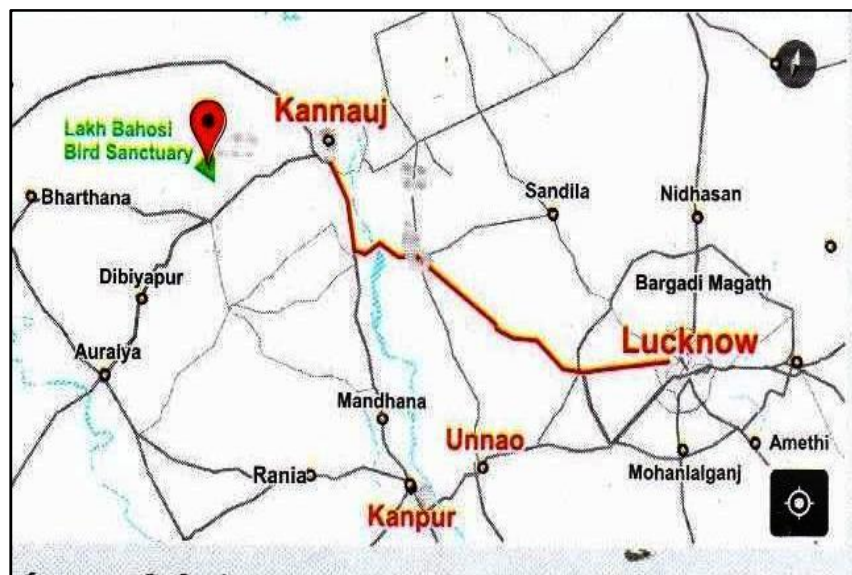 Kannauj
Lakh Bahosi
Bird Sanctuary
Bharthana
Sandila
Nidhasan
Dibiyapur
Bargadi Magath
Lucknow
Auraiya
Mandhana
Unnao
Amethi
Rania
Mohanlalganj
Kanpur